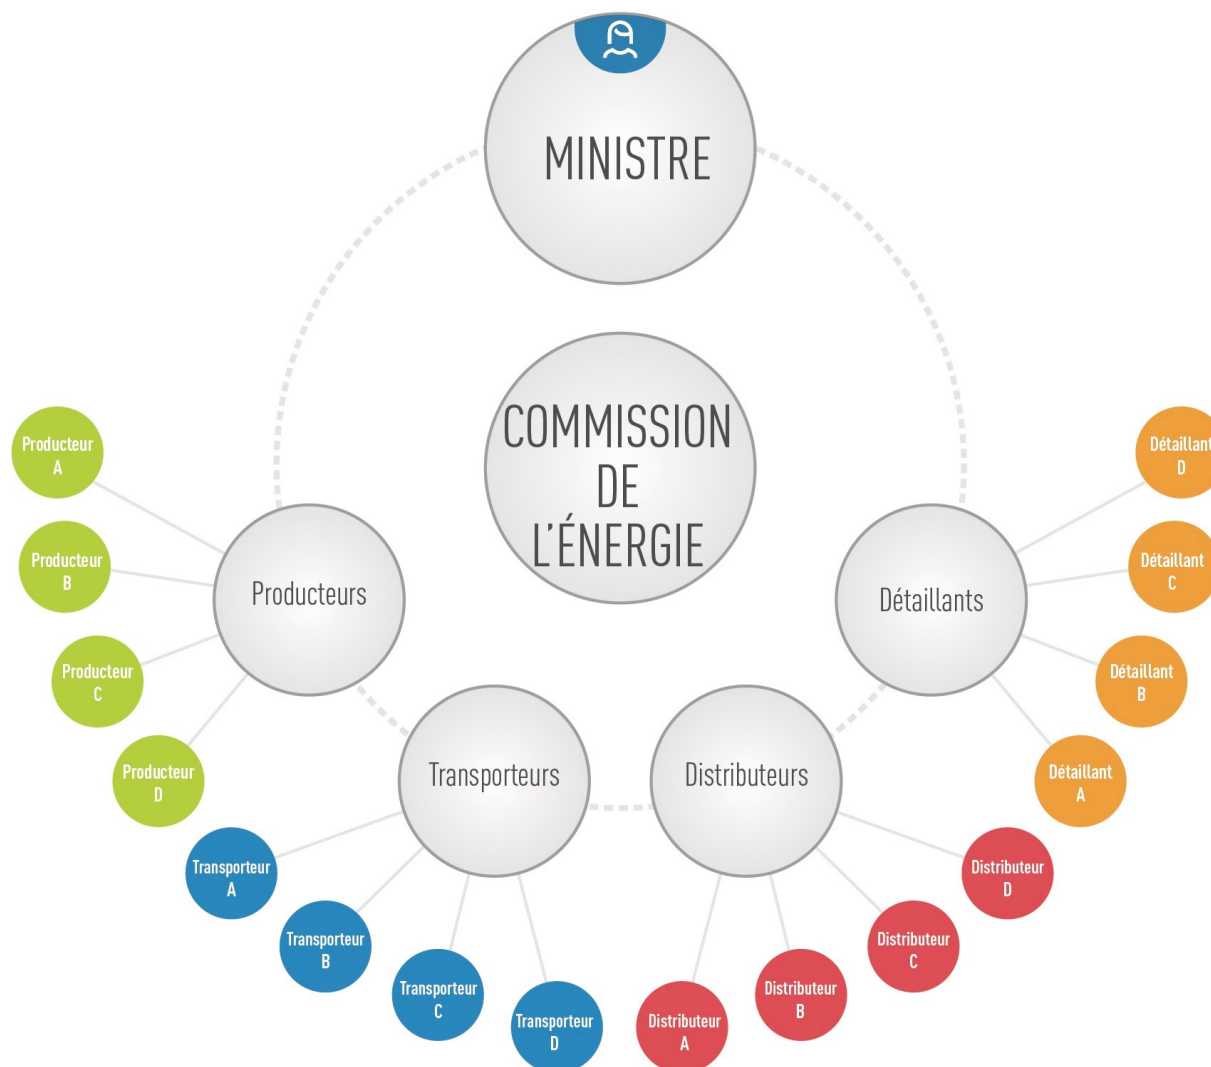 MINISTRE
COMMISSION
DE
L'ÉNERGIE
Producteurs
Producteur
A
Producteur
B
Producteur
C
Producteur
D
Transporteurs
Transporteur
A
Transporteur
B
Transporteur
C
Transporteur
D
Distributeurs
Distributeur
A
Distributeur
B
Distributeur
C
Distributeur
D
Détaillants
Détaillant
A
Détaillant
B
Détaillant
C
Détaillant
D